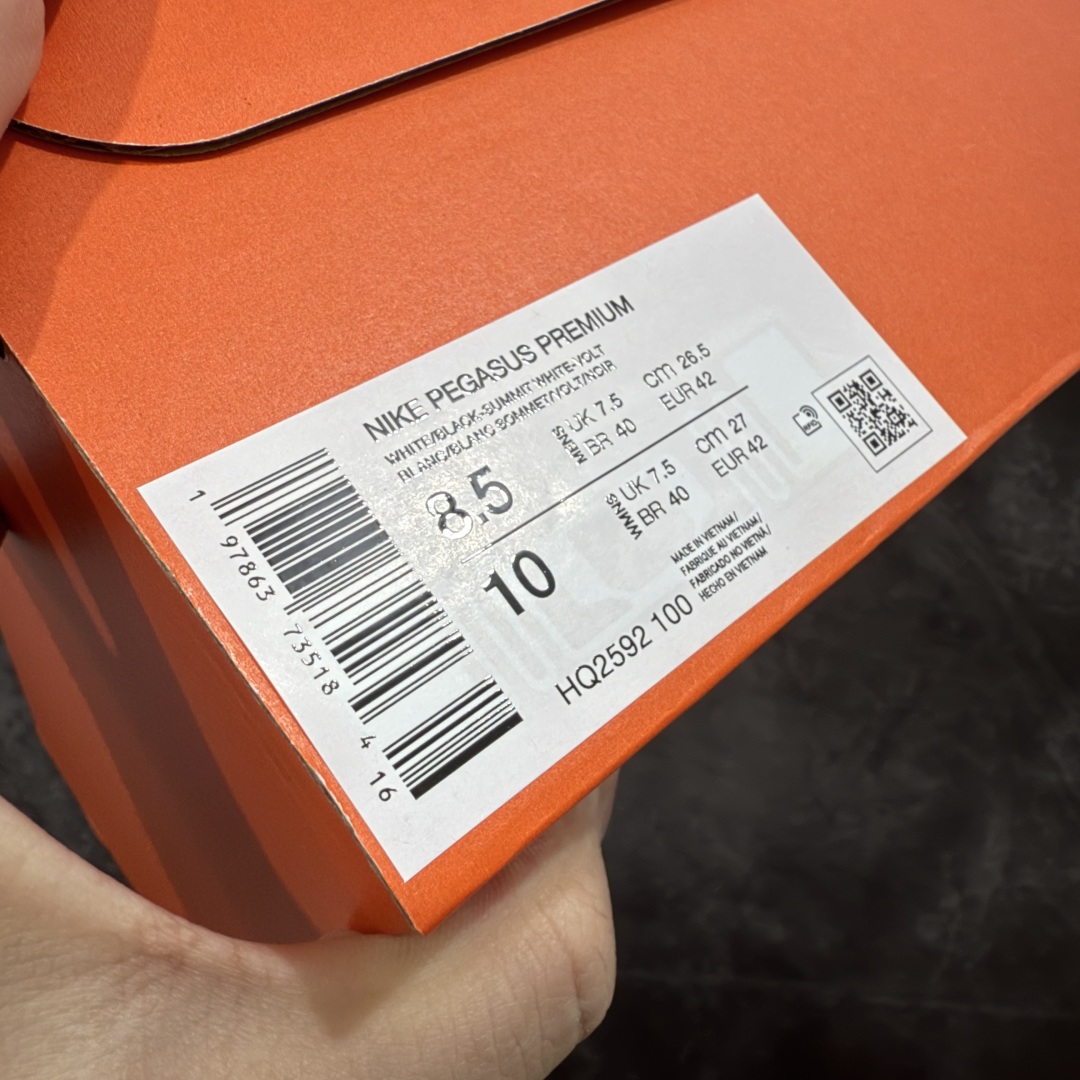 NIKE PEGASUS PREMIUM
WHITE/BLACK-SUMMIT WHITE-VOLT
BLANC/BLANC SOMMET/VOLT/NOIR
8.5
MENS
UK 7.5
BR 40
cm 26.5
EUR 42
10
WMNS
UK 7.5
BR 40
cm 27
EUR 42
MADE IN VIETNAM /
FABRIQUE AU VIETNAM /
FABRICADO NO VIETNÃ /
HECHO EN VIETNAM
HQ2592 100
1 97863 73518 4 16